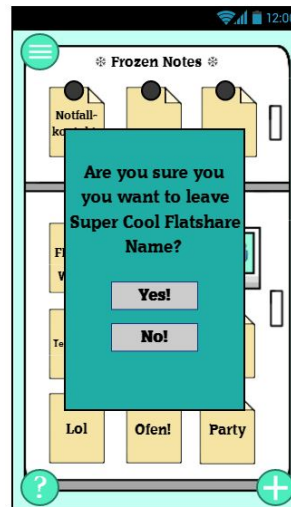 12:00
❄ Frozen Notes ❄
Notfall-
Are you sure you
you want to leave
Super Cool Flatshare
Name?
Yes!
No!
Lol
Ofen!
Party
?
+